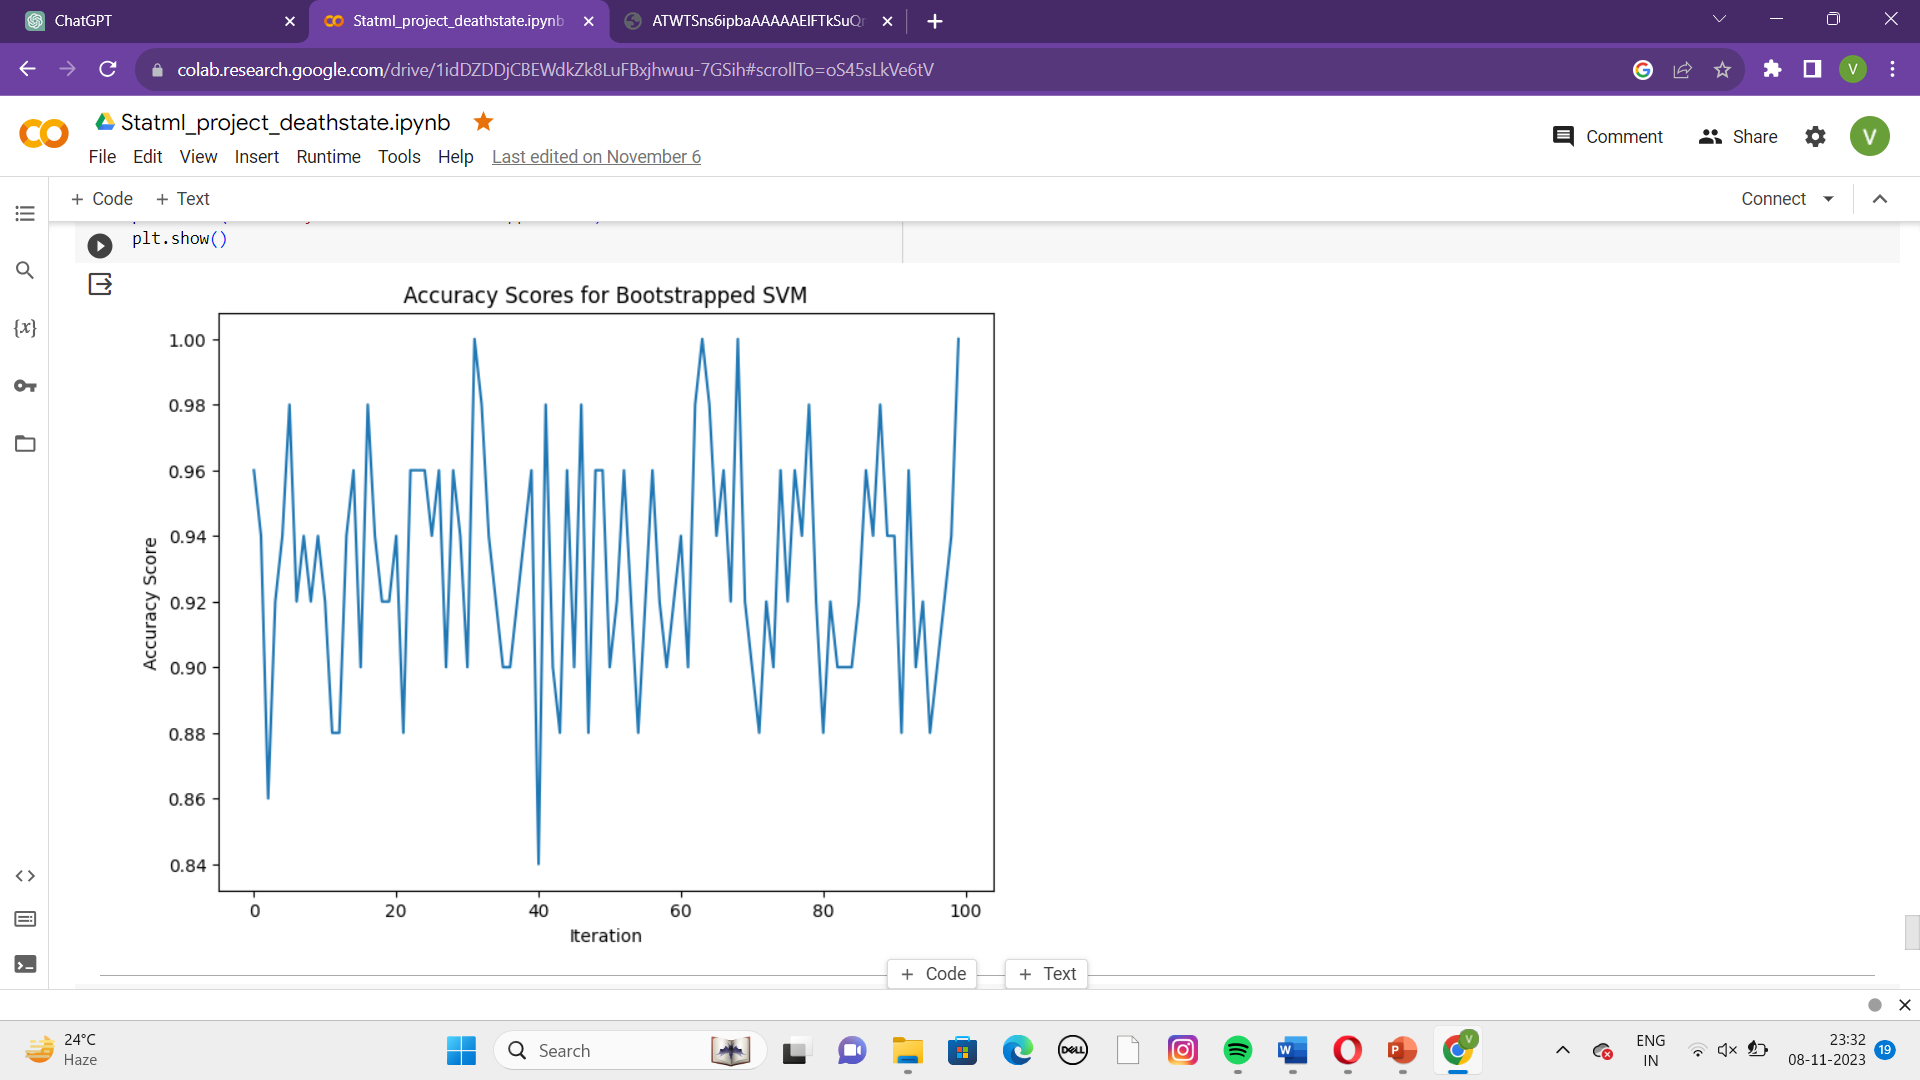 ChatGPT
Statml_project_deathstate.ipynb
colab.research.google.com/drive/1idDZDDjCBEWdkZk8LuFBxjhwuu-7GSih#scrollTo=oS45sLkVe6tV
V
Statml_project_deathstate.ipynb
Comment
Share
V
File Edit View Insert Runtime Tools Help Last edited on November 6
+ Code + Text
Connect
plt.show()
{x}
Accuracy Scores for Bootstrapped SVM
1.00
0.98
0.96
0.94
0.92
0.90
0.88
0.86
0.84
Accuracy Score
0 20 40 60 80 100
Iteration
+ Code + Text
24°C
Haze
Search
DELL
W
P
V
ENG
IN
23:32
08-11-2023
19